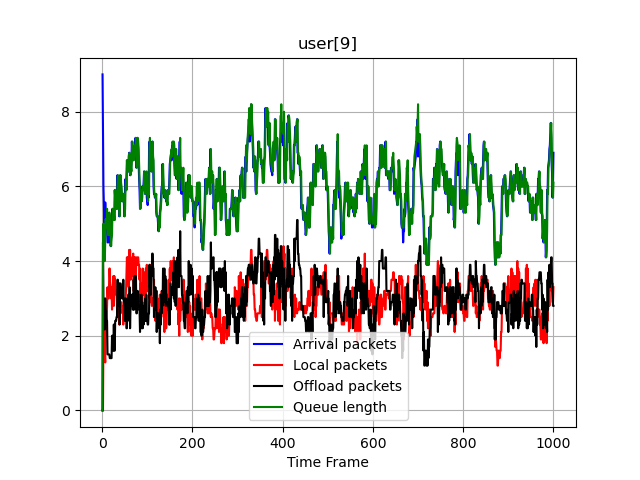 user[9]
8
6
4
2
0
Arrival packets
Local packets
Offload packets
Queue length
0 200 400 600 800 1000
Time Frame